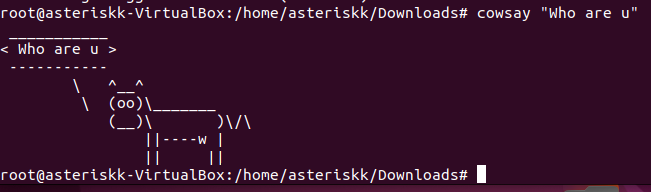 root@asteriskk-VirtualBox:/home/asteriskk/Downloads# cowsay "Who are u"
 ___________
< Who are u >
 -----------
        \   ^__^
         \  (oo)\_______
            (__)\       )\/\
                ||----w |
                ||     ||
root@asteriskk-VirtualBox:/home/asteriskk/Downloads#